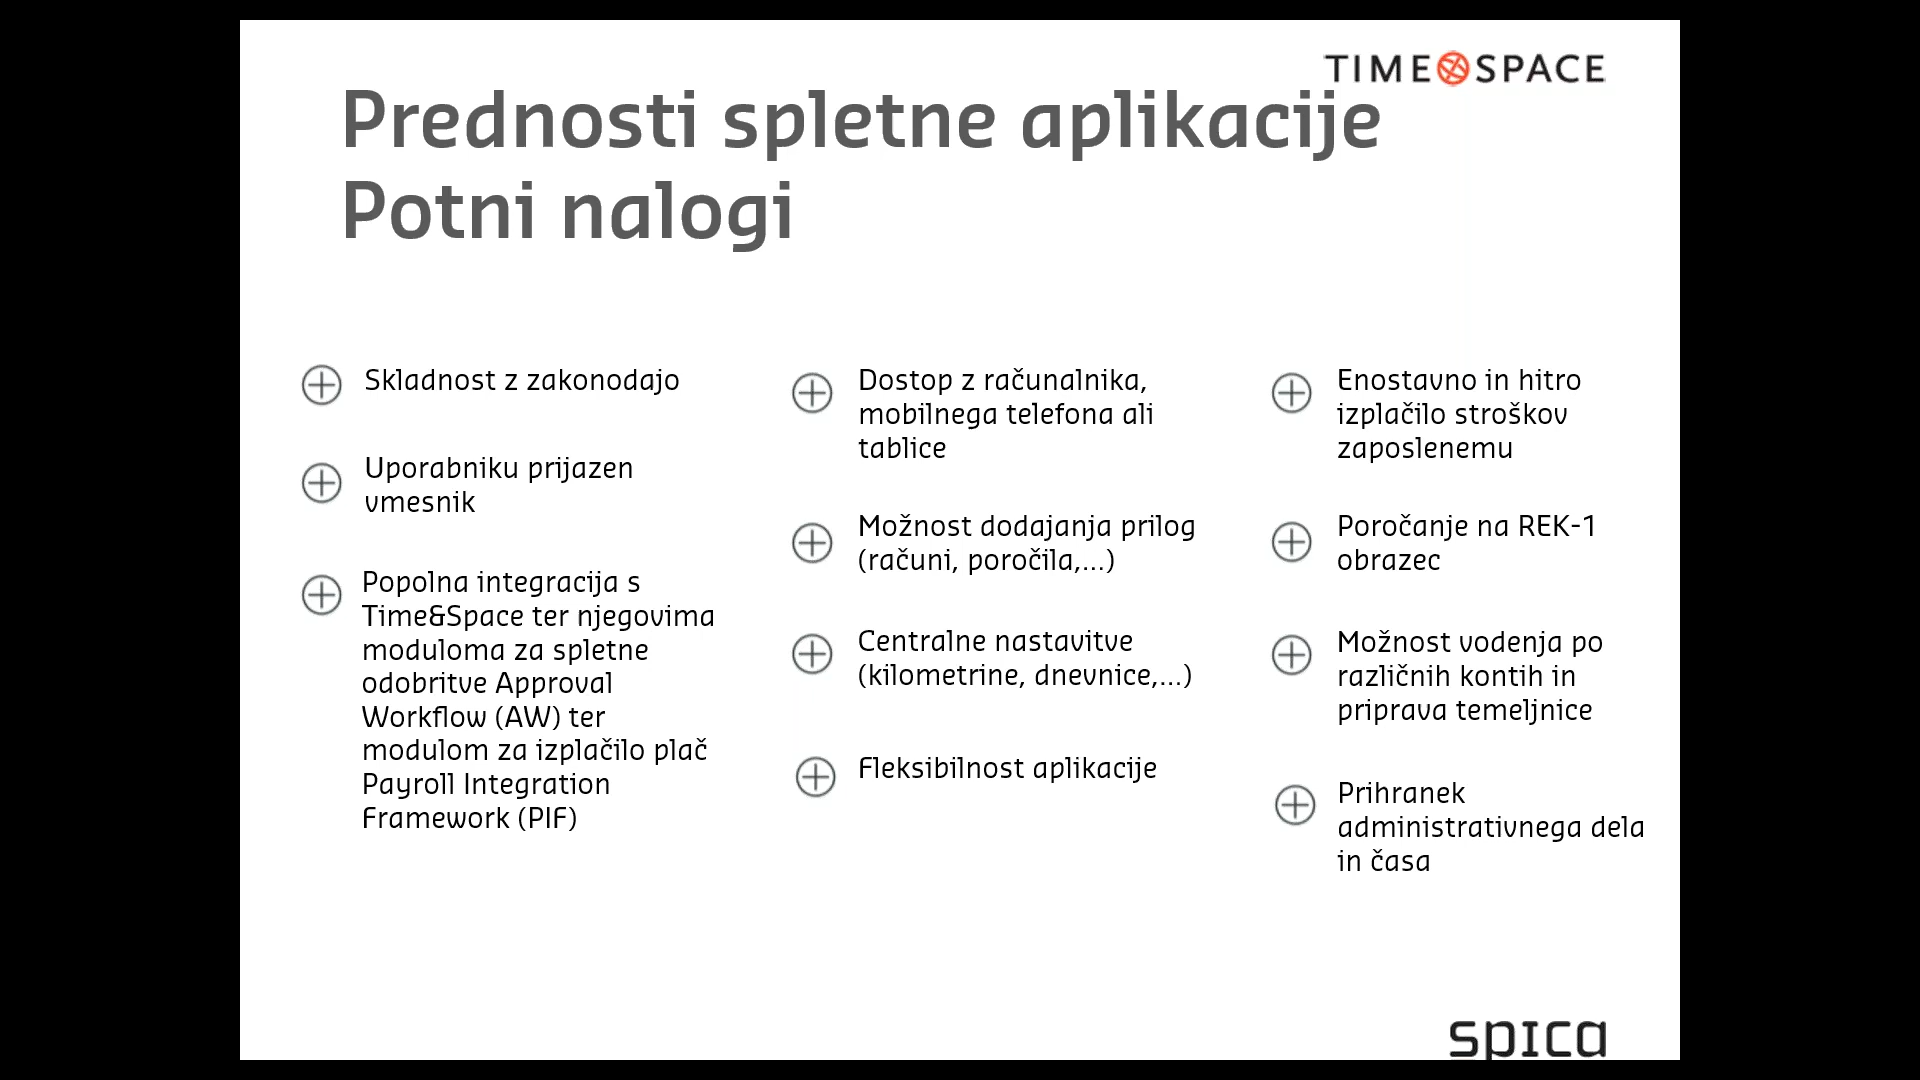 TIME SPACE
Prednosti spletne aplikacije
Potni nalogi
Skladnost z zakonodajo
Uporabniku prijazen
vmesnik
Popolna integracija s
Time&Space ter njegovima
moduloma za spletne
odobritve Approval
Workflow (AW) ter
modulom za izplačilo plač
Payroll Integration
Framework (PIF)
Dostop z računalnika,
mobilnega telefona ali
tablice
Možnost dodajanja prilog
(računi, poročila,...)
Centralne nastavitve
(kilometrine, dnevnice,...)
Fleksibilnost aplikacije
Enostavno in hitro
izplačilo stroškov
zaposlenemu
Poročanje na REK-1
obrazec
Možnost vodenja po
različnih kontih in
priprava temeljnice
Prihranek
administrativnega dela
in časa
spica